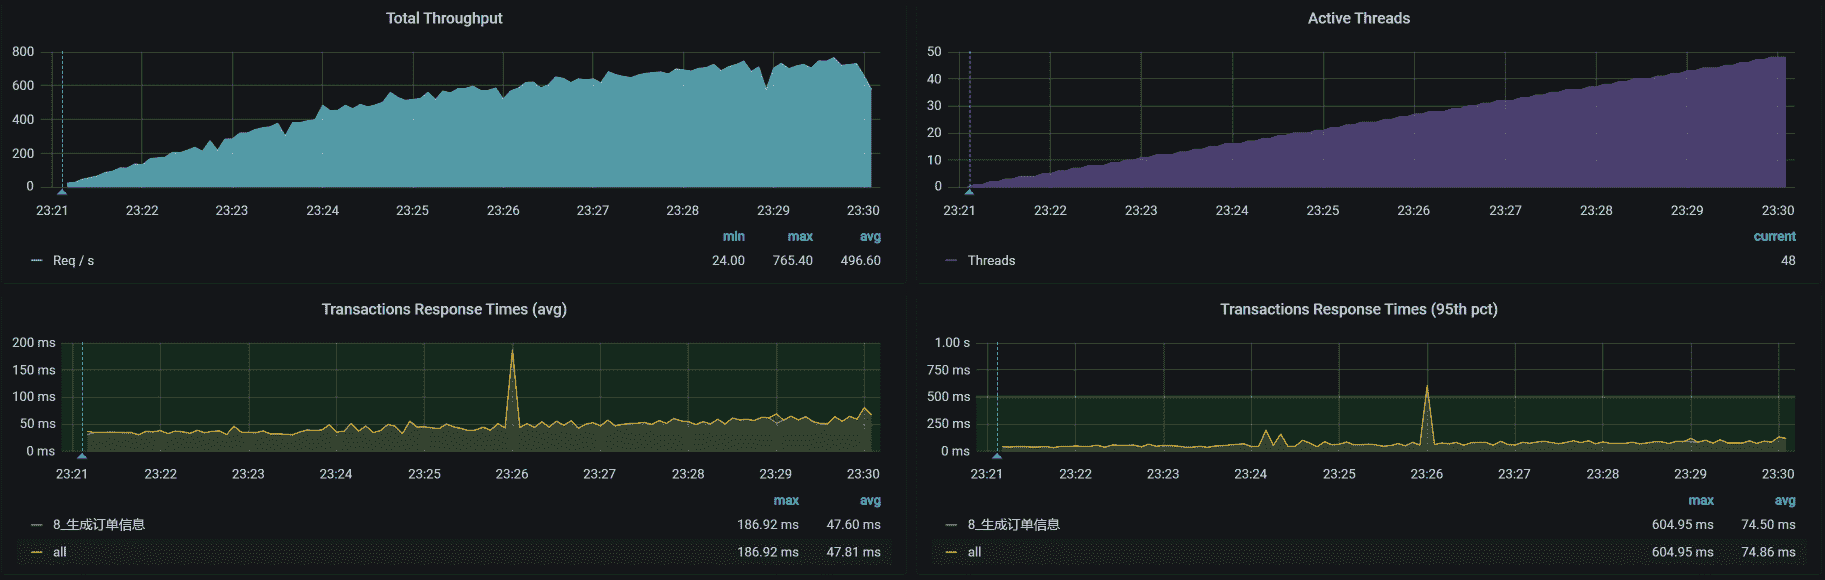 Total Throughput
800
600
400
200
0
23:21 23:22 23:23 23:24 23:25 23:26 23:27 23:28 23:29 23:30
min max avg
Req / s 24.00 765.40 496.60
Active Threads
50
40
30
20
10
0
23:21 23:22 23:23 23:24 23:25 23:26 23:27 23:28 23:29 23:30
current
Threads 48
Transactions Response Times (avg)
200 ms
150 ms
100 ms
50 ms
0 ms
23:21 23:22 23:23 23:24 23:25 23:26 23:27 23:28 23:29 23:30
max avg
8_生成订单信息 186.92 ms 47.60 ms
all 186.92 ms 47.81 ms
Transactions Response Times (95th pct)
1.00 s
750 ms
500 ms
250 ms
0 ms
23:21 23:22 23:23 23:24 23:25 23:26 23:27 23:28 23:29 23:30
max avg
8_生成订单信息 604.95 ms 74.50 ms
all 604.95 ms 74.86 ms